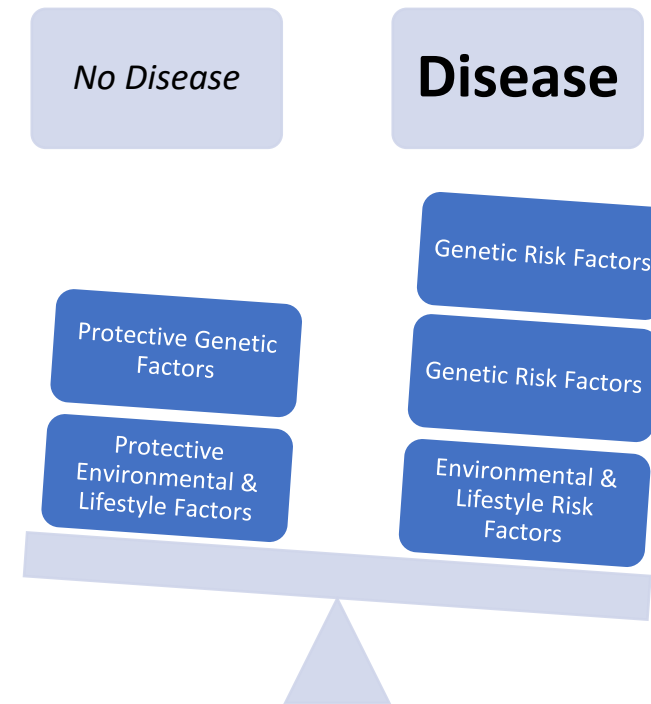 No Disease
Disease
Genetic Risk Factors
Protective Genetic
Factors
Genetic Risk Factors
Protective
Environmental &
Lifestyle Factors
Environmental &
Lifestyle Risk
Factors